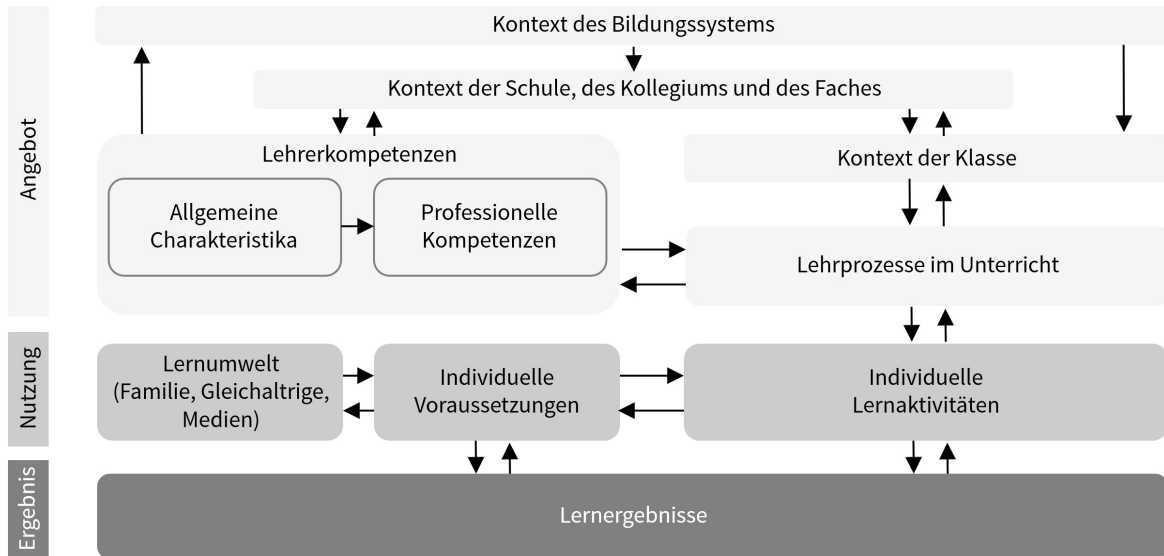 Kontext des Bildungssystems
Kontext der Schule, des Kollegiums und des Faches
Angebot
Lehrerkompetenzen
Kontext der Klasse
Allgemeine
Charakteristika
Professionelle
Kompetenzen
Lehrprozesse im Unterricht
Nutzung
Lernumwelt
(Familie, Gleichaltrige,
Medien)
Individuelle
Voraussetzungen
Individuelle
Lernaktivitäten
Ergebnis
Lernergebnisse